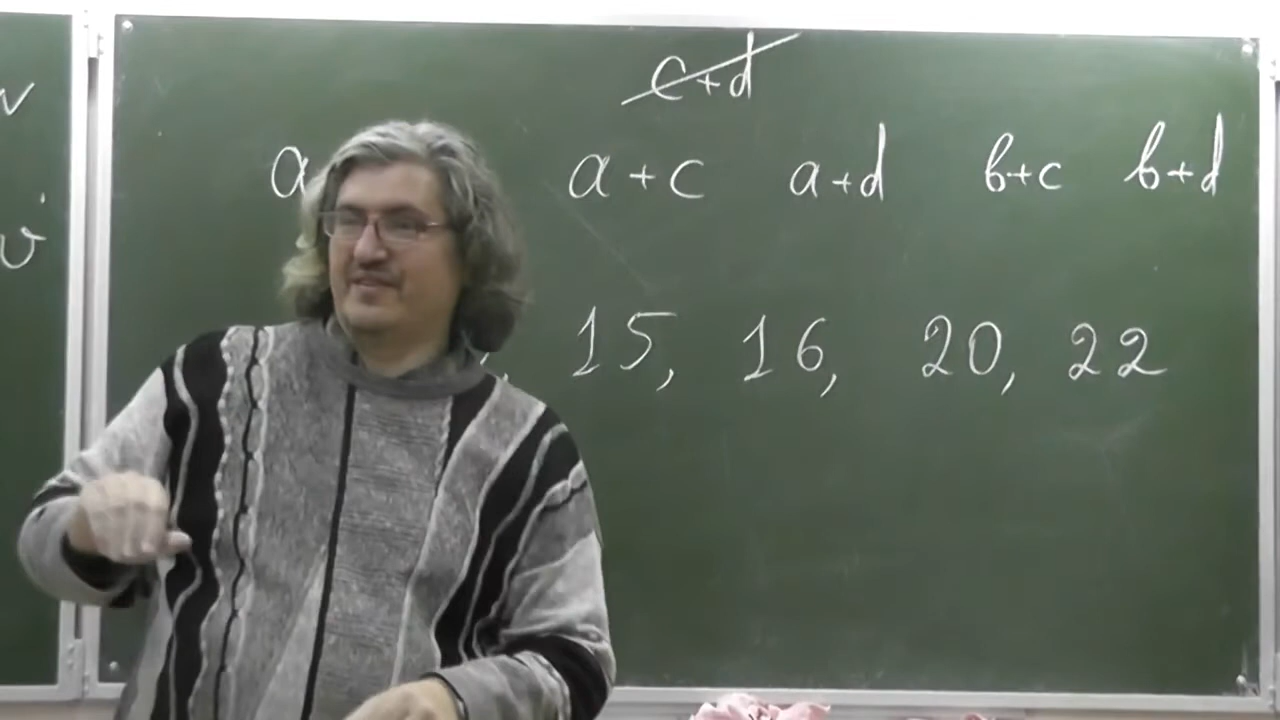 c+d
a a+c a+d b+c b+d
15, 16, 20, 22